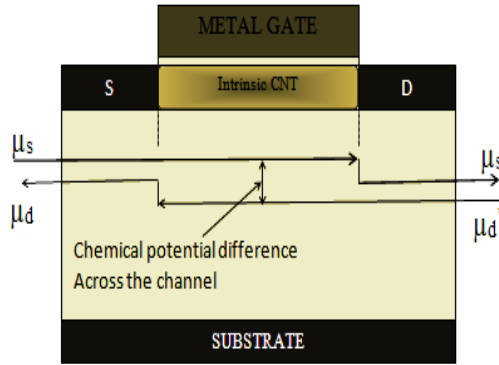 METAL GATE
S
Intrinsic CNT
D
μs
μs
μd
μd
Chemical potential difference
Across the channel
SUBSTRATE